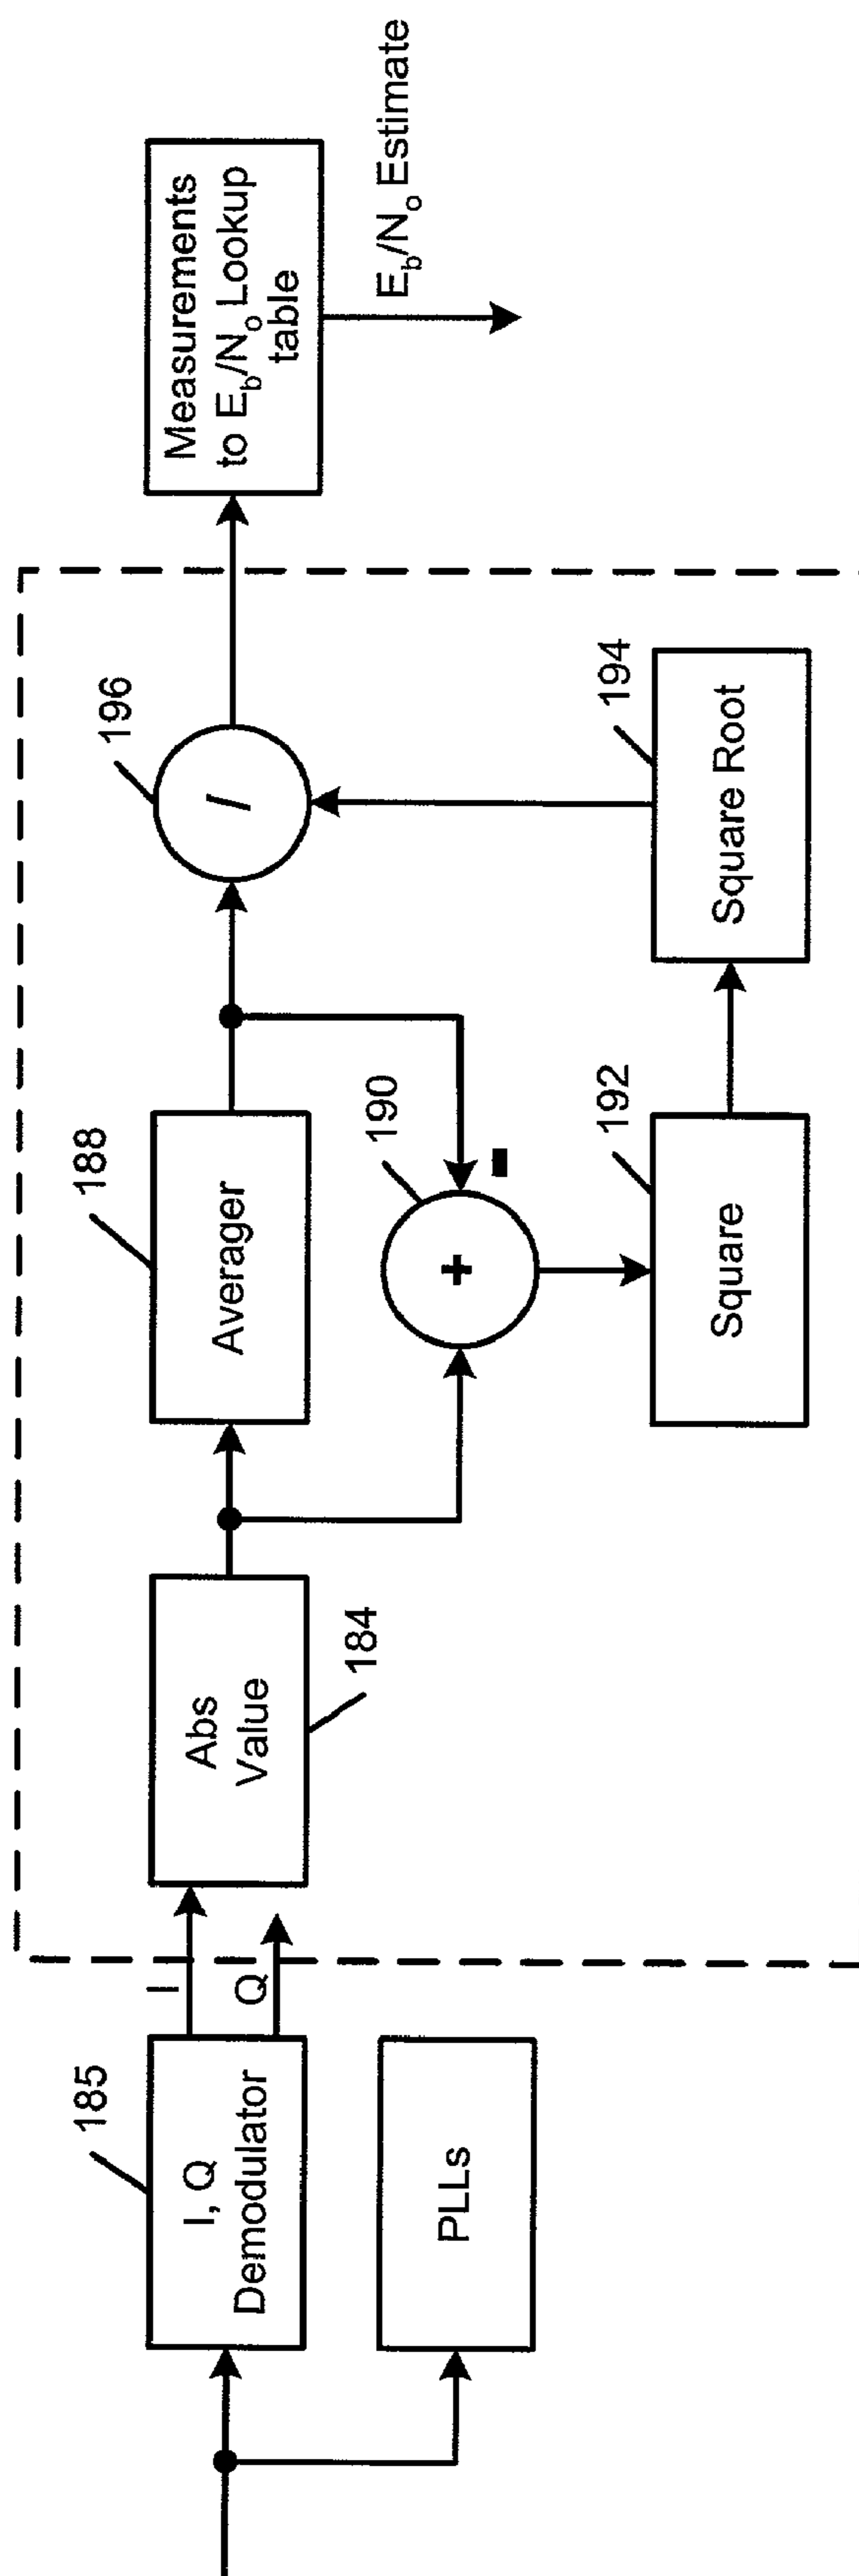 185
I, Q
Demodulator
I
Q
PLLs
Abs
Value
184
188
Averager
190
+
-
192
Square
194
Square Root
196
/
Measurements
to Eb/No Lookup
table
Eb/No Estimate